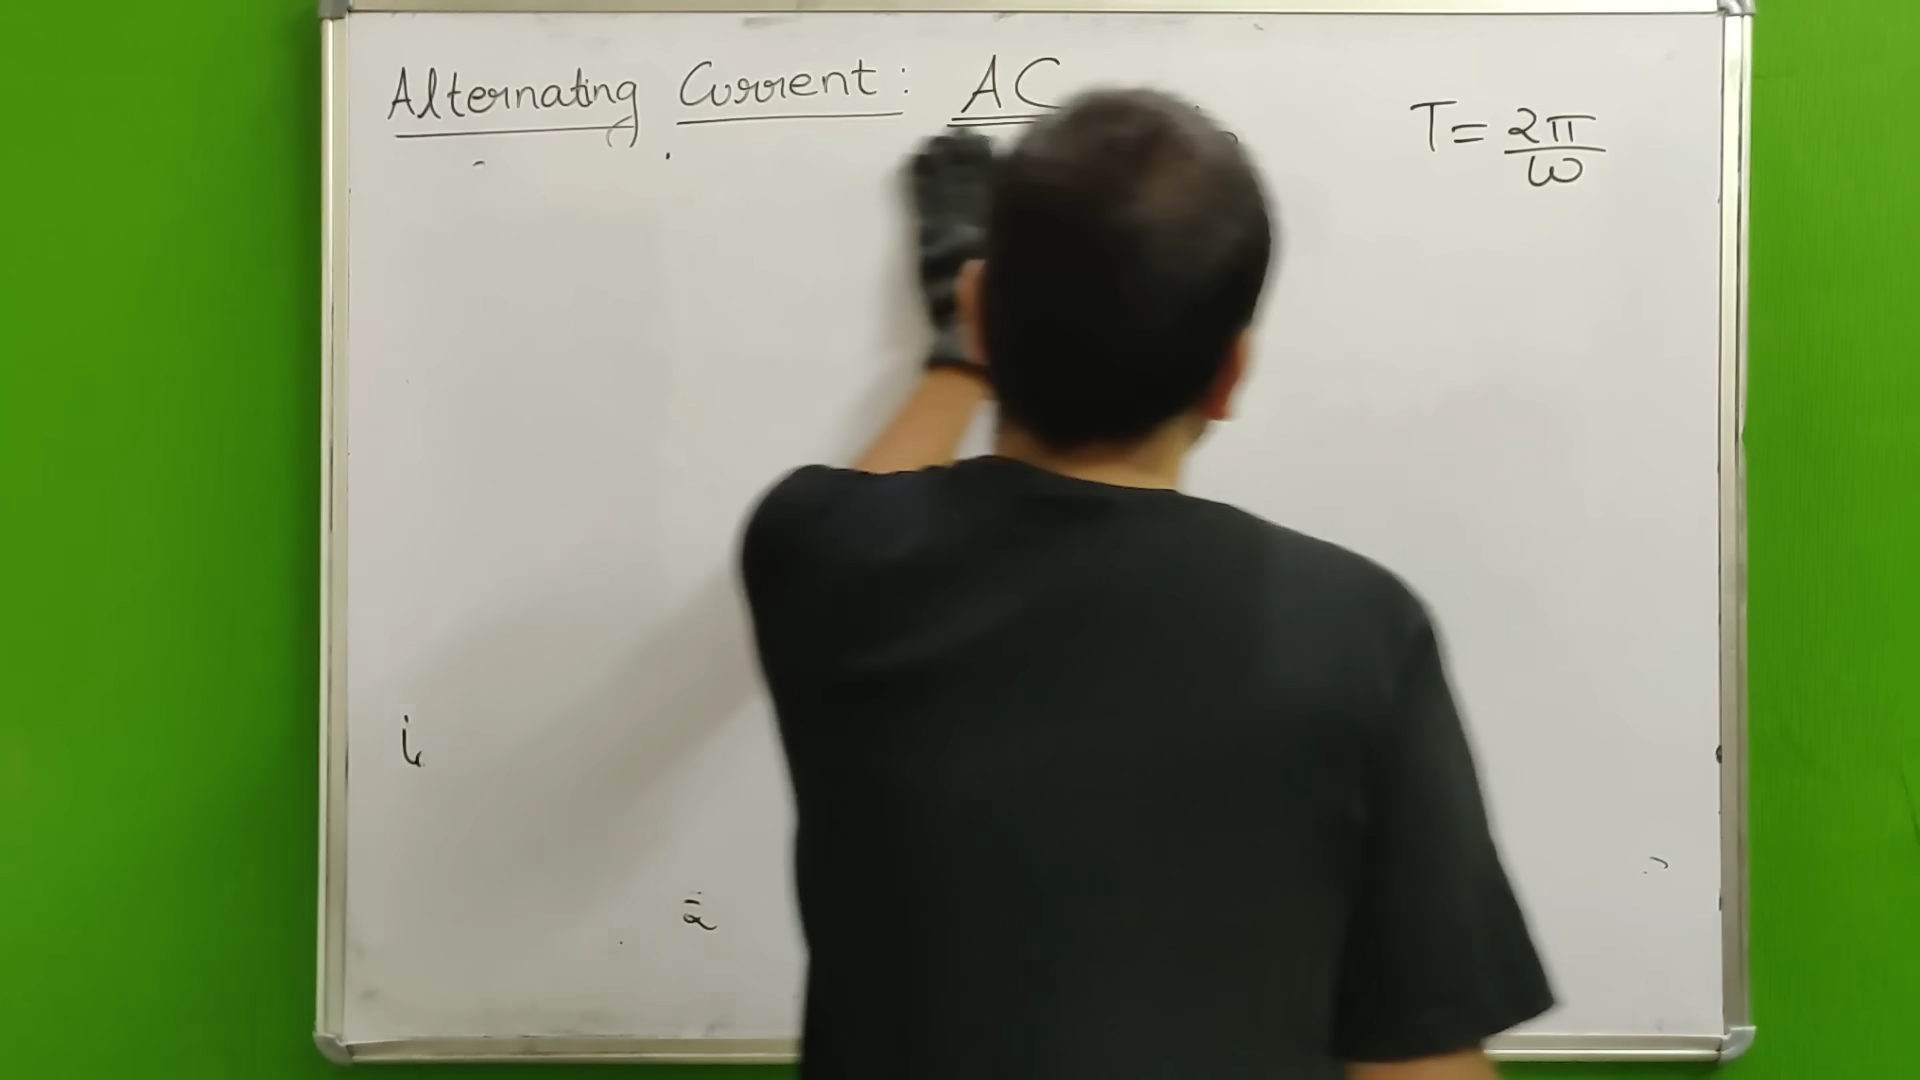 Alternating Current : AC
T = 2π/ω
i